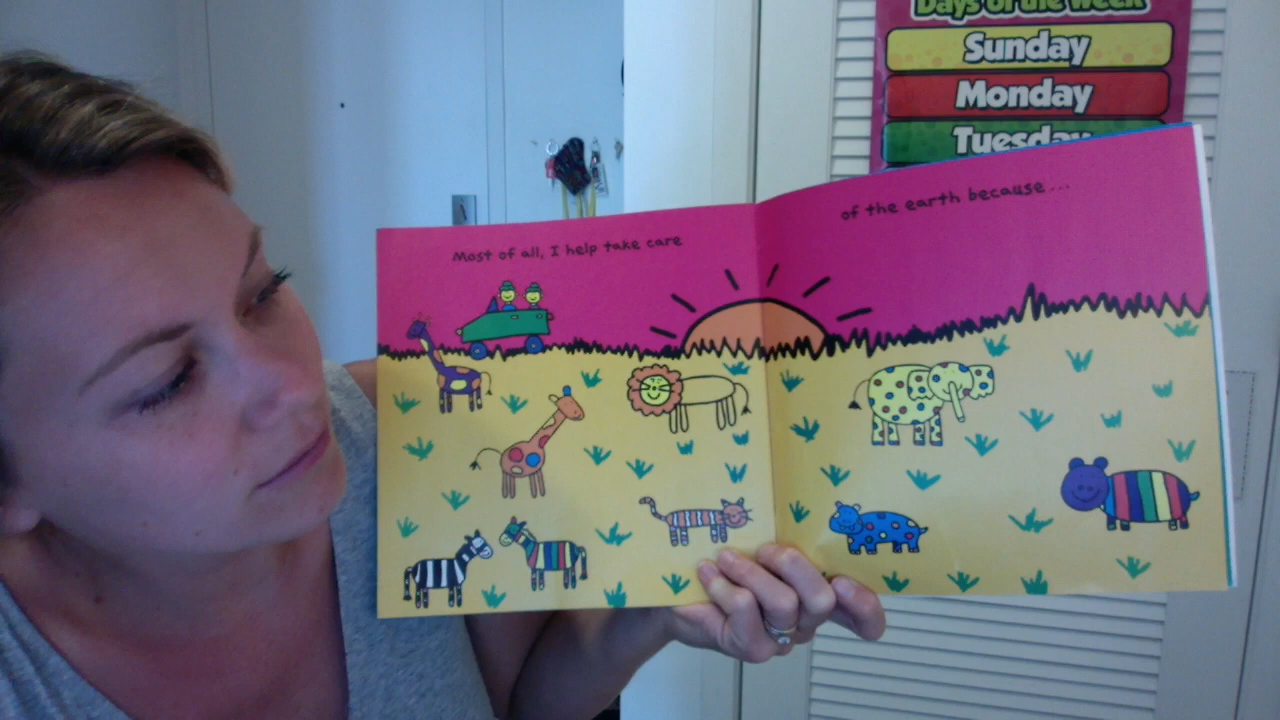 Days of the Week
Sunday
Monday
Tuesday
Most of all, I help take care
of the earth because...